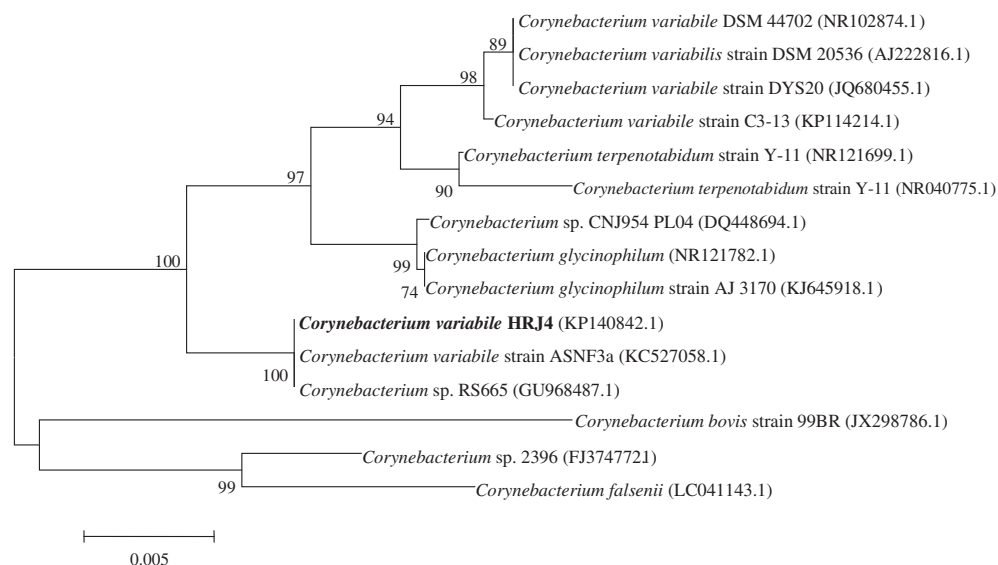 Corynebacterium variabile DSM 44702 (NR102874.1)
89
Corynebacterium variabilis strain DSM 20536 (AJ222816.1)
98
Corynebacterium variabile strain DYS20 (JQ680455.1)
94
Corynebacterium variabile strain C3-13 (KP114214.1)
Corynebacterium terpenotabidum strain Y-11 (NR121699.1)
97
90
Corynebacterium terpenotabidum strain Y-11 (NR040775.1)
Corynebacterium sp. CNJ954 PL04 (DQ448694.1)
100
99
Corynebacterium glycinophilum (NR121782.1)
74
Corynebacterium glycinophilum strain AJ 3170 (KJ645918.1)
Corynebacterium variabile HRJ4 (KP140842.1)
Corynebacterium variabile strain ASNF3a (KC527058.1)
100
Corynebacterium sp. RS665 (GU968487.1)
Corynebacterium bovis strain 99BR (JX298786.1)
Corynebacterium sp. 2396 (FJ374772.1)
99
Corynebacterium falsenii (LC041143.1)
0.005